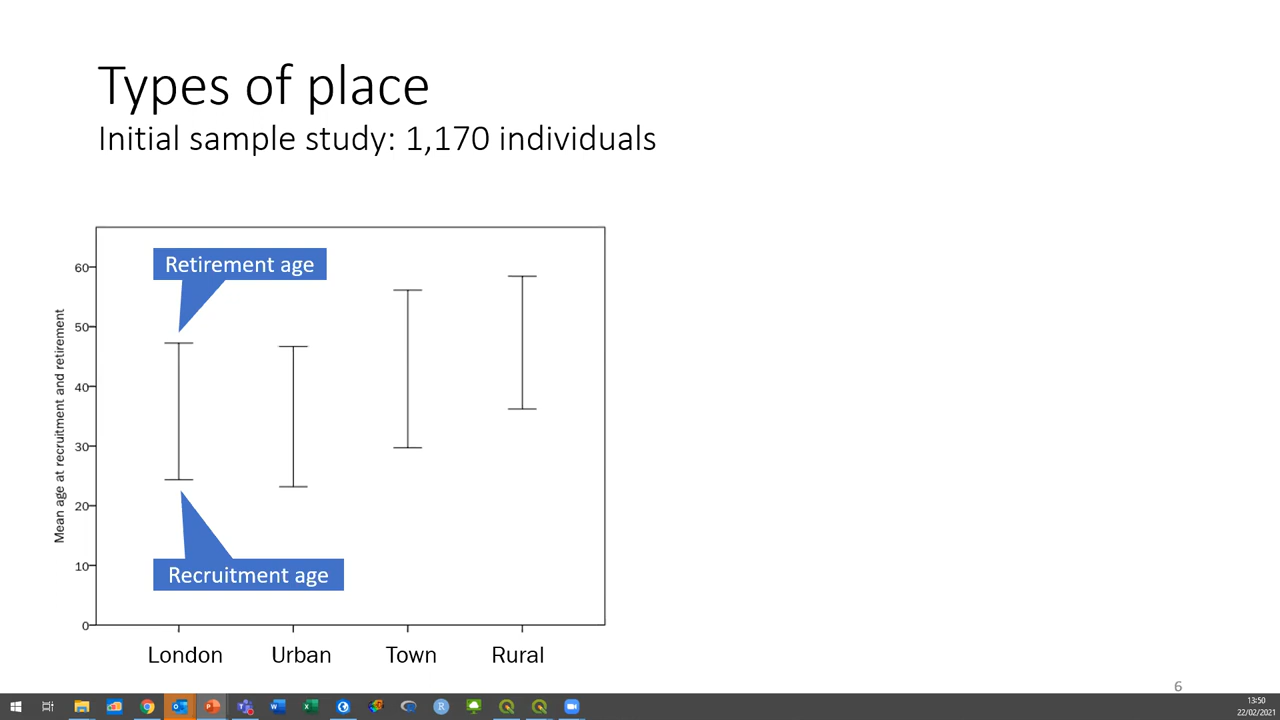 Types of place
Initial sample study: 1,170 individuals
Mean age at recruitment and retirement
60
50
40
30
20
10
0
Retirement age
Recruitment age
London
Urban
Town
Rural
6
13:50
22/02/2021